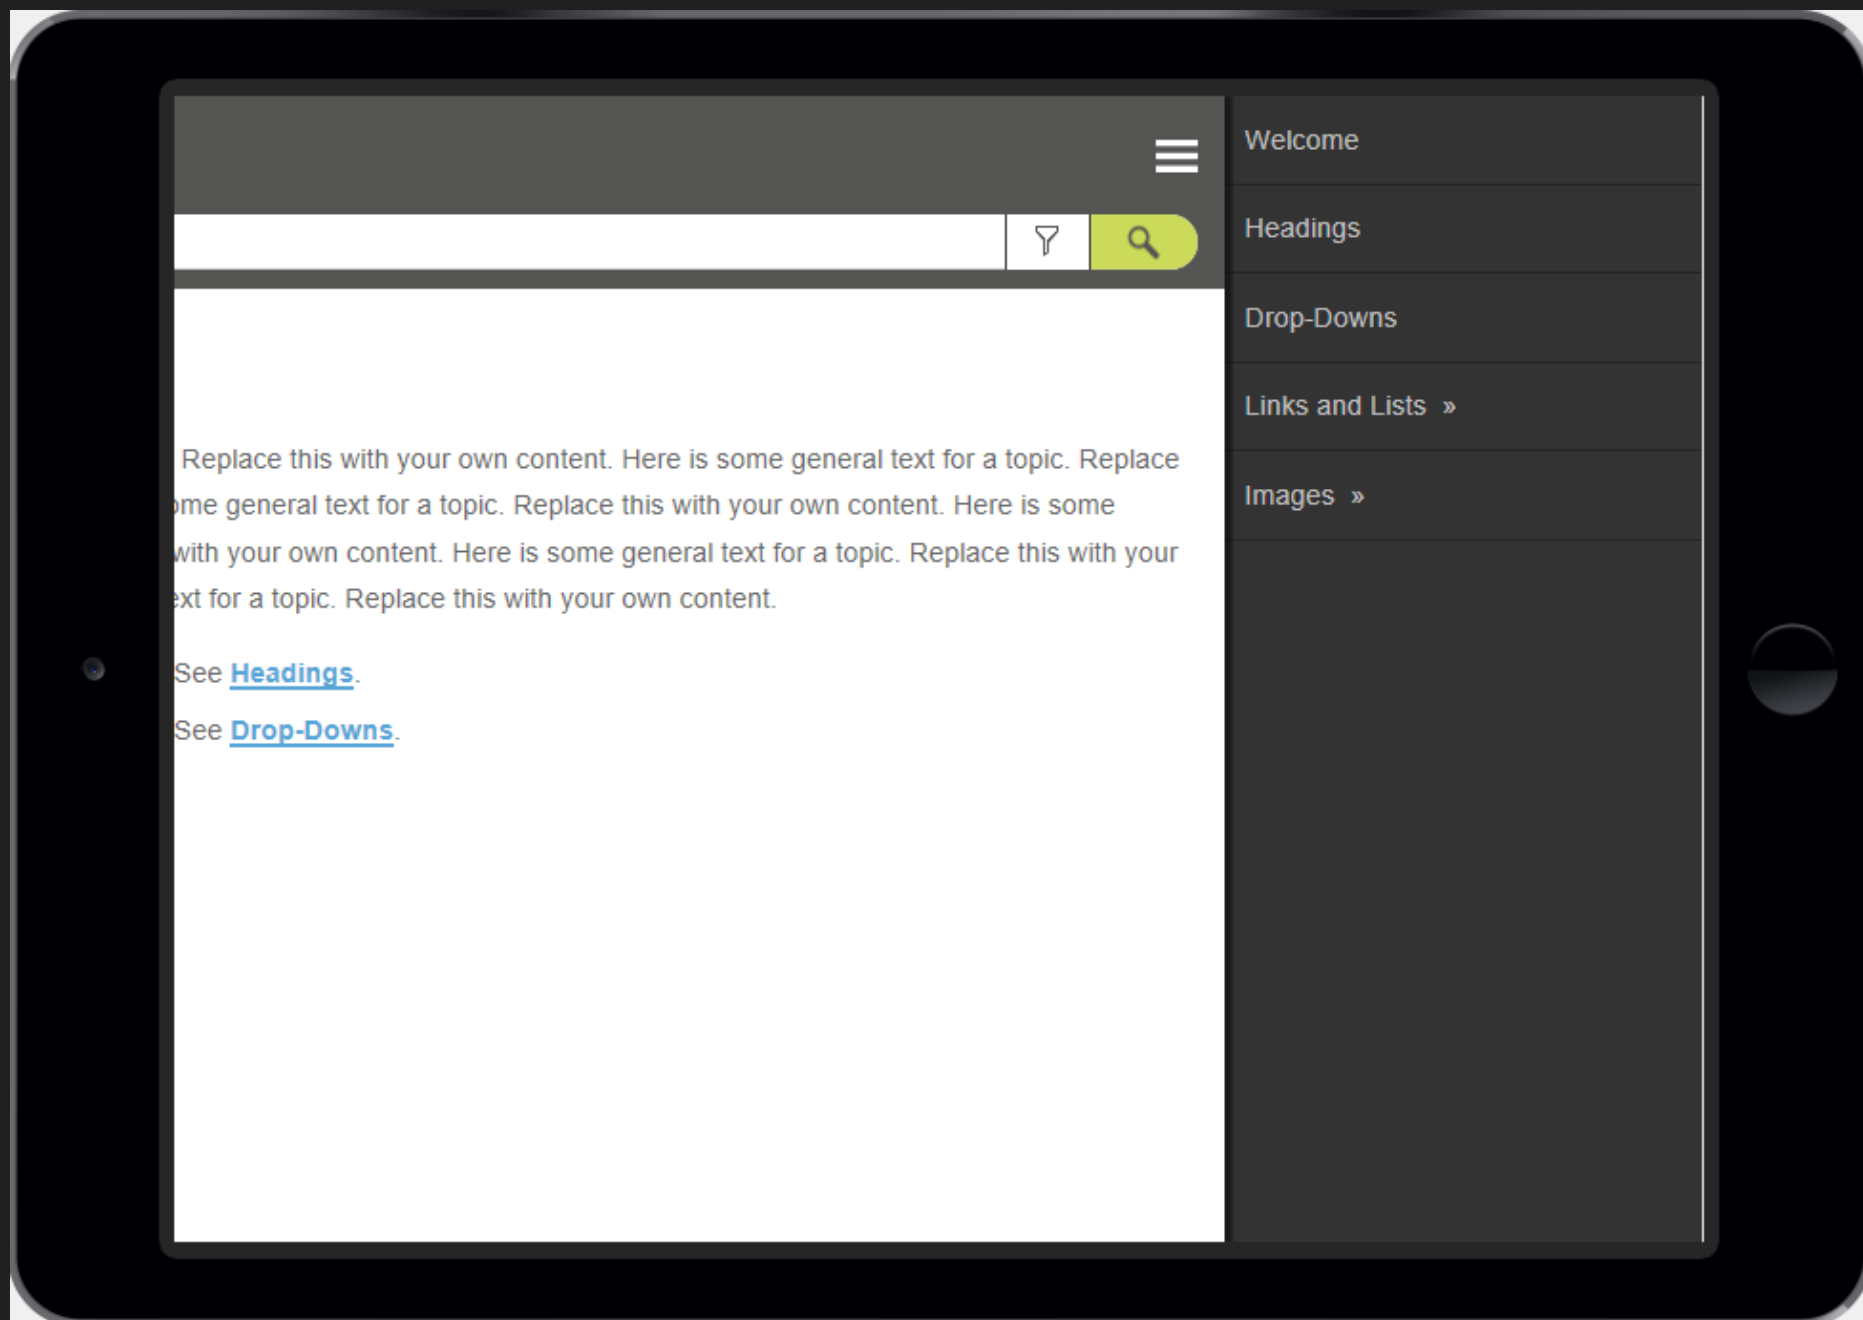 Welcome
Headings
Drop-Downs
Links and Lists »
Images »
Replace this with your own content. Here is some general text for a topic. Replace
ome general text for a topic. Replace this with your own content. Here is some
with your own content. Here is some general text for a topic. Replace this with your
ext for a topic. Replace this with your own content.
See Headings.
See Drop-Downs.